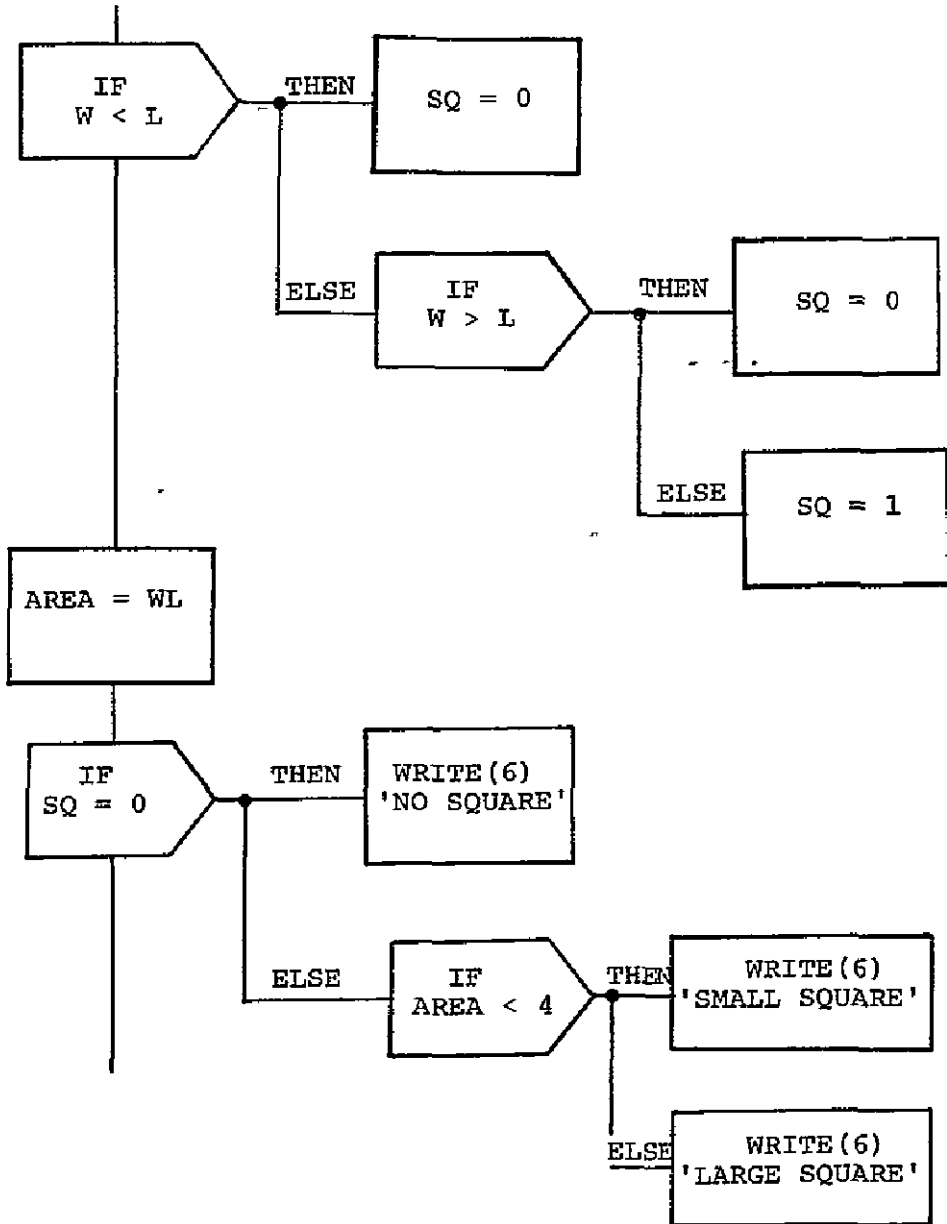 IF
W < L
THEN
SQ = 0
ELSE
IF
W > L
THEN
SQ = 0
ELSE
SQ = 1
AREA = WL
IF
SQ = 0
THEN
WRITE(6)
'NO SQUARE'
ELSE
IF
AREA < 4
THEN
WRITE(6)
'SMALL SQUARE'
ELSE
WRITE(6)
'LARGE SQUARE'